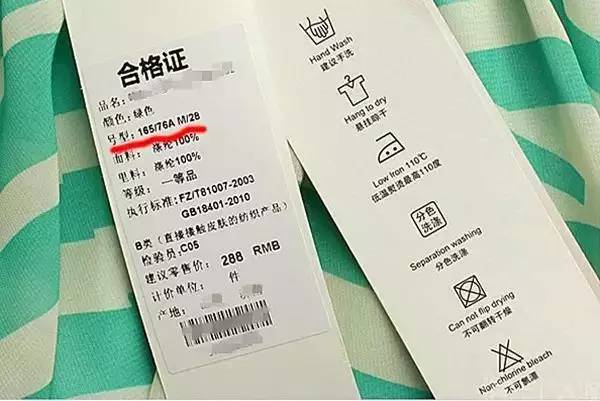 合格证
品名:
颜色: 绿色
号型: 165/76A M/28
面料: 涤纶100%
里料: 涤纶100%
等级: 一等品
执行标准: FZ/T81007-2003
GB18401-2010
B类（直接接触皮肤的纺织产品）
检验员:C05
建议零售价: 288 RMB
计价单位: 件
产地:
Hand Wash
建议手洗
Hang to dry
悬挂晾干
Low Iron 110℃
低温熨烫最高110度
分色
洗涤
Separation washing
分色洗涤
Can not flip drying
不可翻转干燥
Non-chlorine bleach
不可氯漂